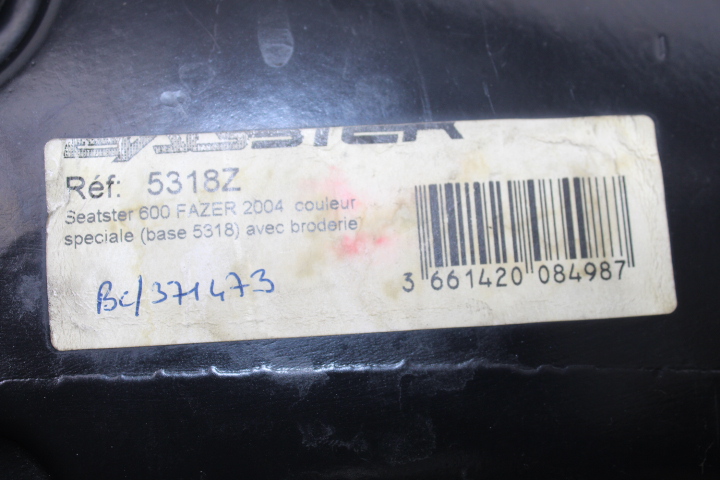 Réf: 5318Z
Seatster 600 FAZER 2004 couleur
speciale (base 5318) avec broderie
Bc/371473
3 661420 084987